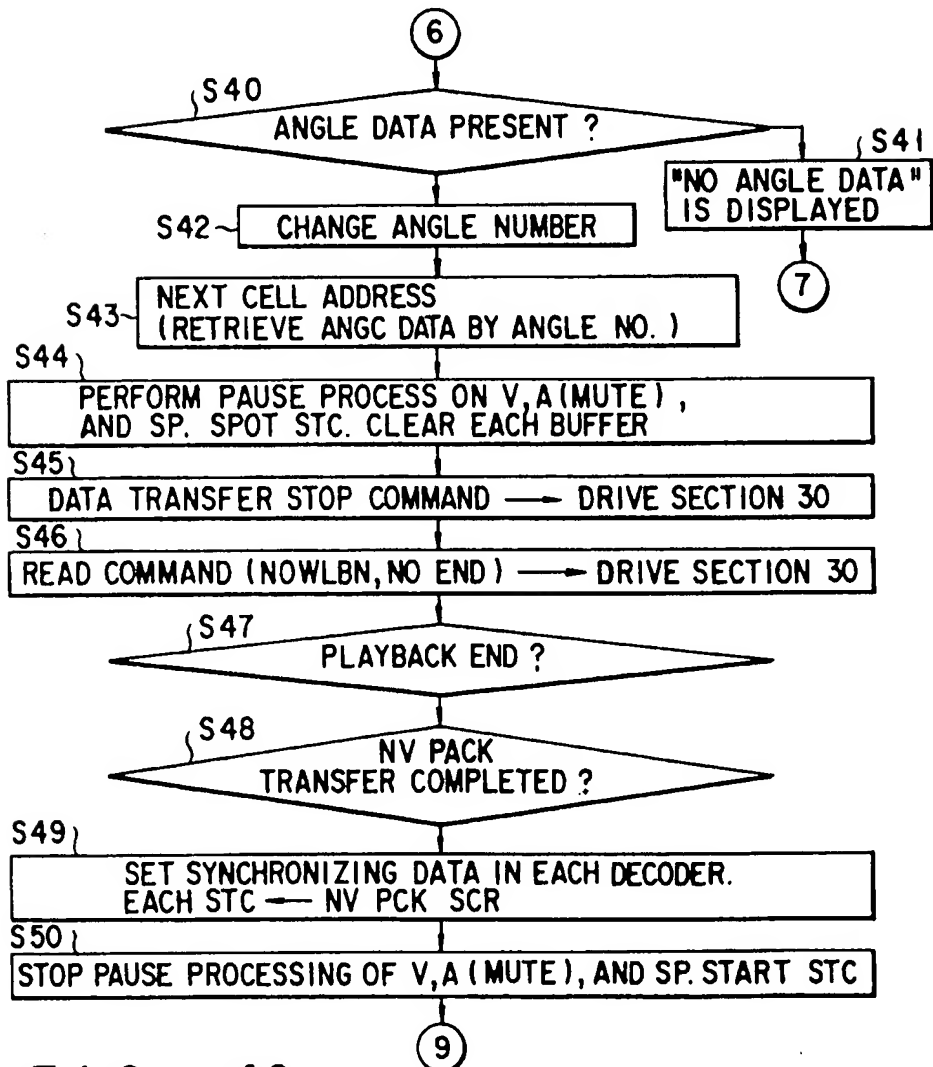 6
S40
ANGLE DATA PRESENT ?
S41
"NO ANGLE DATA"
IS DISPLAYED
7
S42
CHANGE ANGLE NUMBER
S43
NEXT CELL ADDRESS
(RETRIEVE ANGC DATA BY ANGLE NO.)
S44
PERFORM PAUSE PROCESS ON V,A(MUTE),
AND SP. SPOT STC. CLEAR EACH BUFFER
S45
DATA TRANSFER STOP COMMAND → DRIVE SECTION 30
S46
READ COMMAND (NOWLBN,NO END) → DRIVE SECTION 30
S47
PLAYBACK END ?
S48
NV PACK
TRANSFER COMPLETED ?
S49
SET SYNCHRONIZING DATA IN EACH DECODER.
EACH STC ← NV PCK SCR
S50
STOP PAUSE PROCESSING OF V,A (MUTE), AND SP. START STC
9